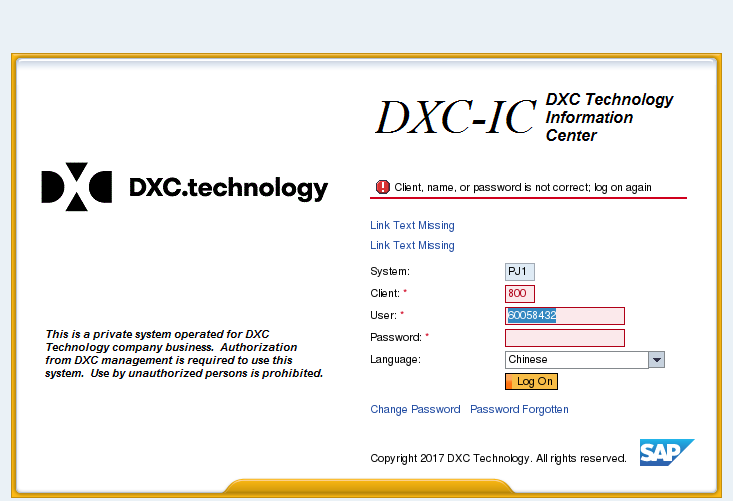 DXC-IC
DXC Technology
Information
Center
DXC.technology
Client, name, or password is not correct; log on again
Link Text Missing
Link Text Missing
System: PJ1
Client: * 800
User: * 60058432
Password: *
Language: Chinese
Log On
Change Password Password Forgotten
This is a private system operated for DXC
Technology company business. Authorization
from DXC management is required to use this
system. Use by unauthorized persons is prohibited.
Copyright 2017 DXC Technology. All rights reserved.
SAP